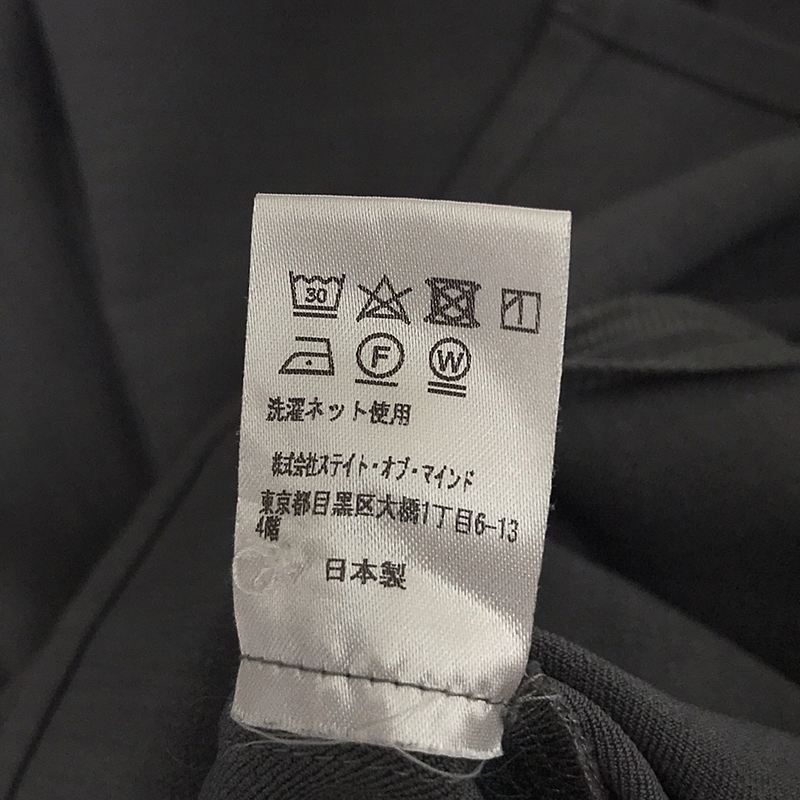 30
F W
洗濯ネット使用
株式会社ステイト・オブ・マインド
東京都目黒区大橋1丁目6-13
4階
日本製